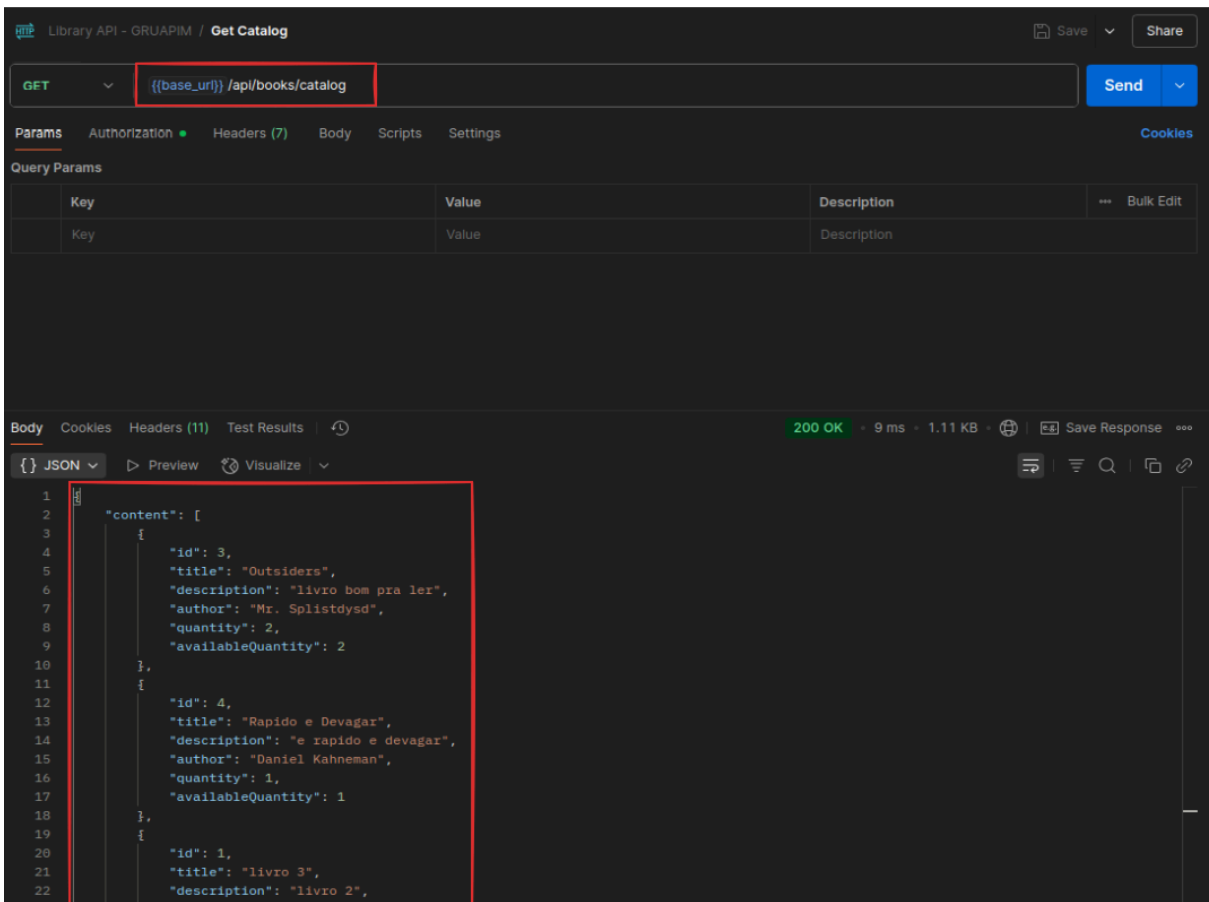 HTTP Library API - GRUAPIM / Get Catalog Save Share
GET {{base_url}} /api/books/catalog Send
Params Authorization Headers (7) Body Scripts Settings Cookies
Query Params
Key Value Description Bulk Edit
Key Value Description
Body Cookies Headers (11) Test Results 200 OK 9 ms 1.11 KB e.g. Save Response
{} JSON Preview Visualize
1 {
2 "content": [
3 {
4 "id": 3,
5 "title": "Outsiders",
6 "description": "livro bom pra ler",
7 "author": "Mr. Splistdysd",
8 "quantity": 2,
9 "availableQuantity": 2
10 },
11 {
12 "id": 4,
13 "title": "Rapido e Devagar",
14 "description": "e rapido e devagar",
15 "author": "Daniel Kahneman",
16 "quantity": 1,
17 "availableQuantity": 1
18 },
19 {
20 "id": 1,
21 "title": "livro 3",
22 "description": "livro 2",